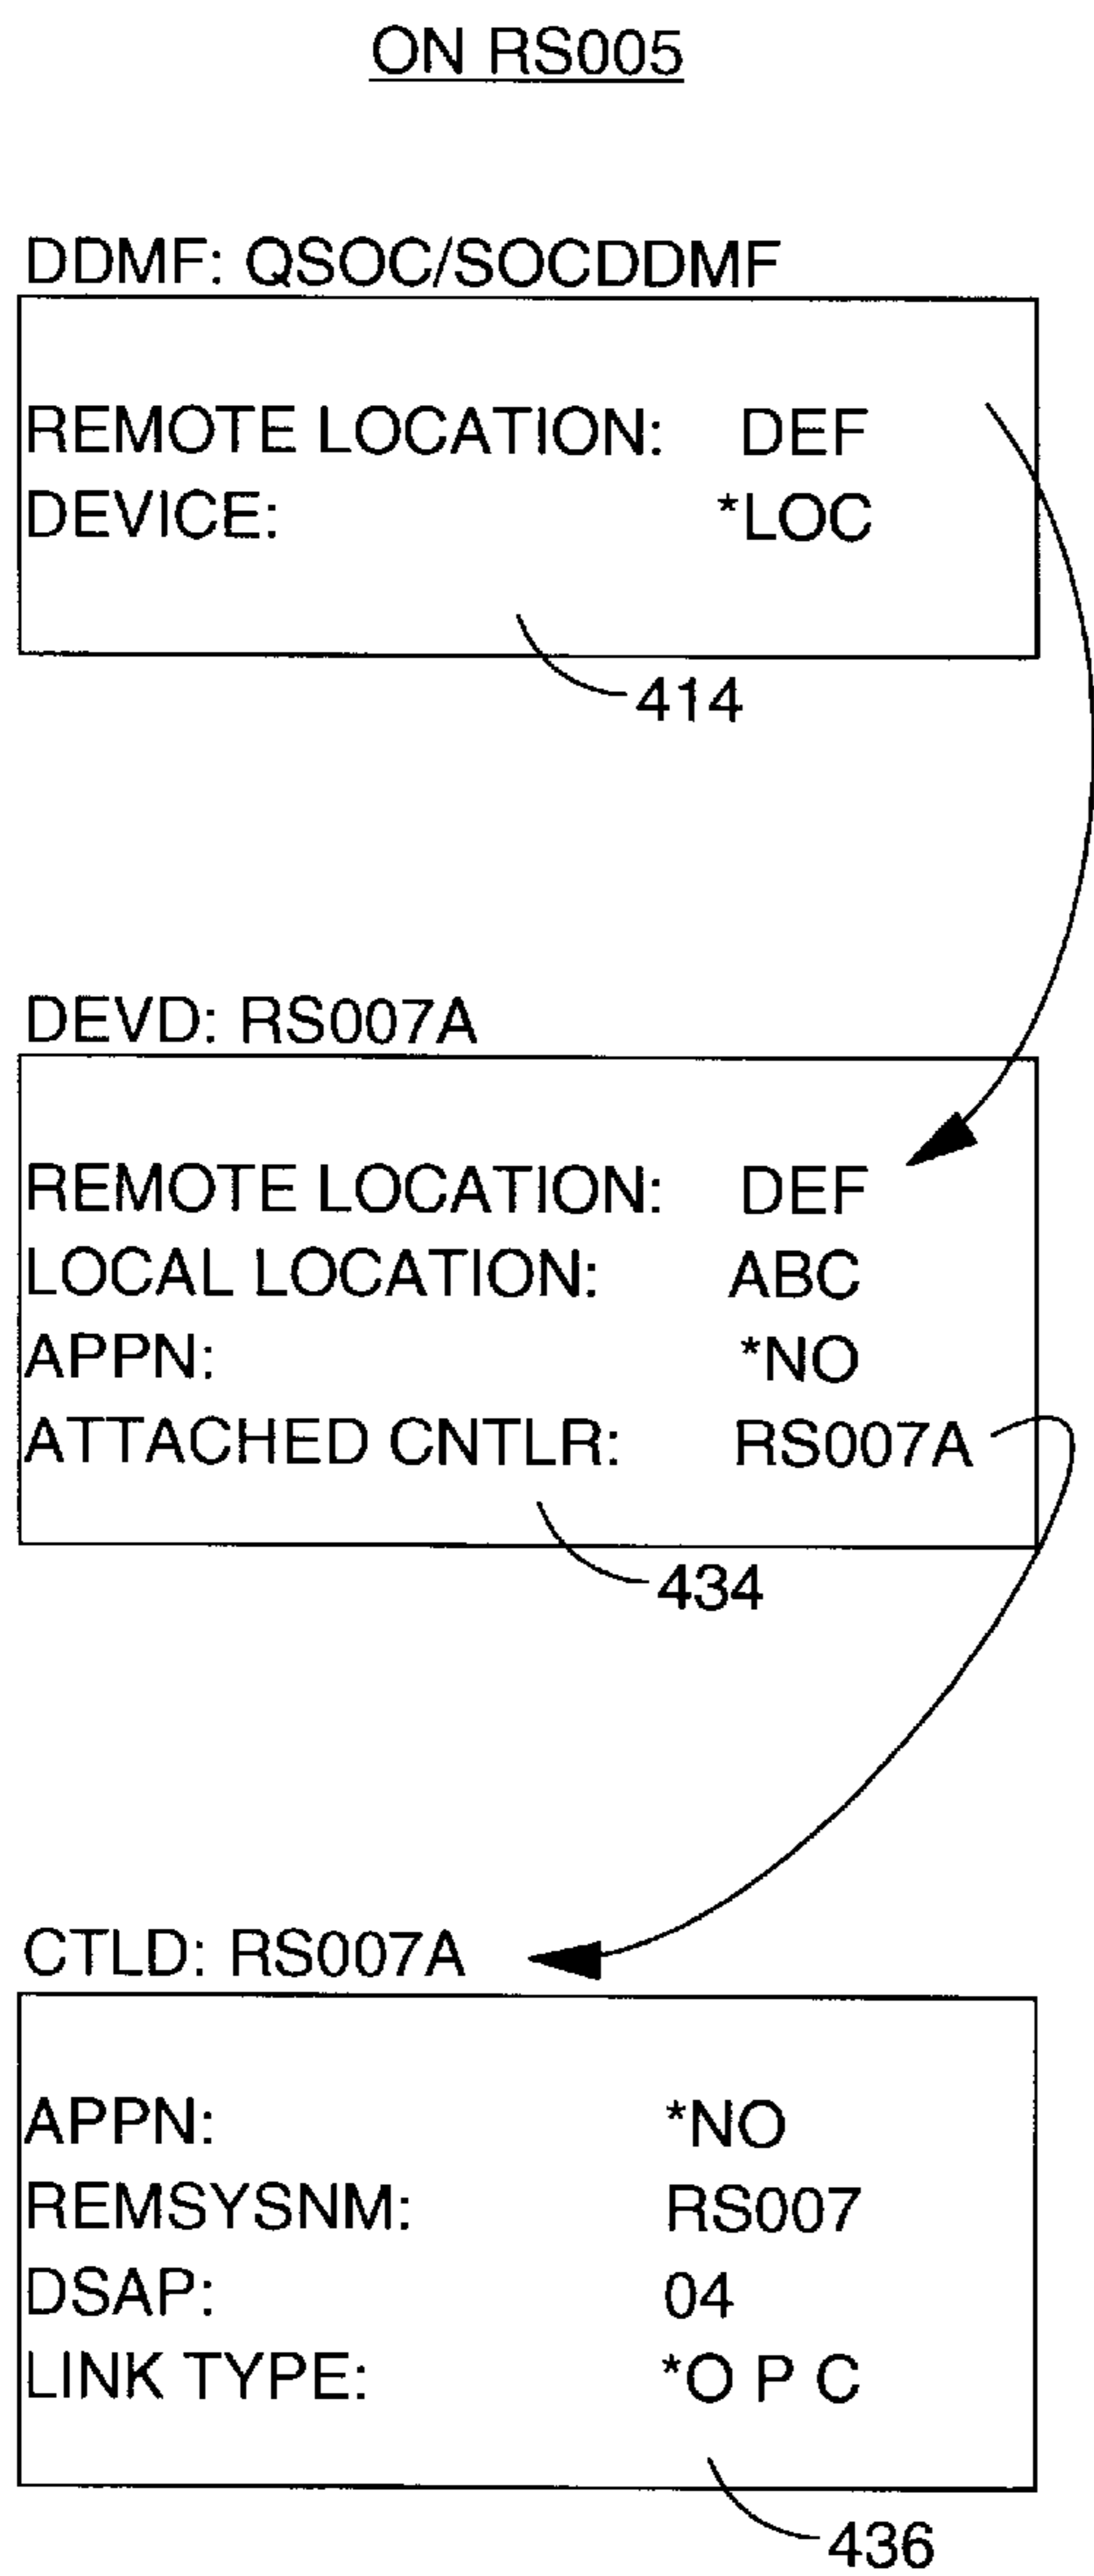 ON RS005
DDMF: QSOC/SOCDDMF
REMOTE LOCATION: DEF
DEVICE: *LOC
414
DEVD: RS007A
REMOTE LOCATION: DEF
LOCAL LOCATION: ABC
APPN: *NO
ATTACHED CNTLR: RS007A
434
CTLD: RS007A
APPN: *NO
REMSYSNM: RS007
DSAP: 04
LINK TYPE: *O P C
436